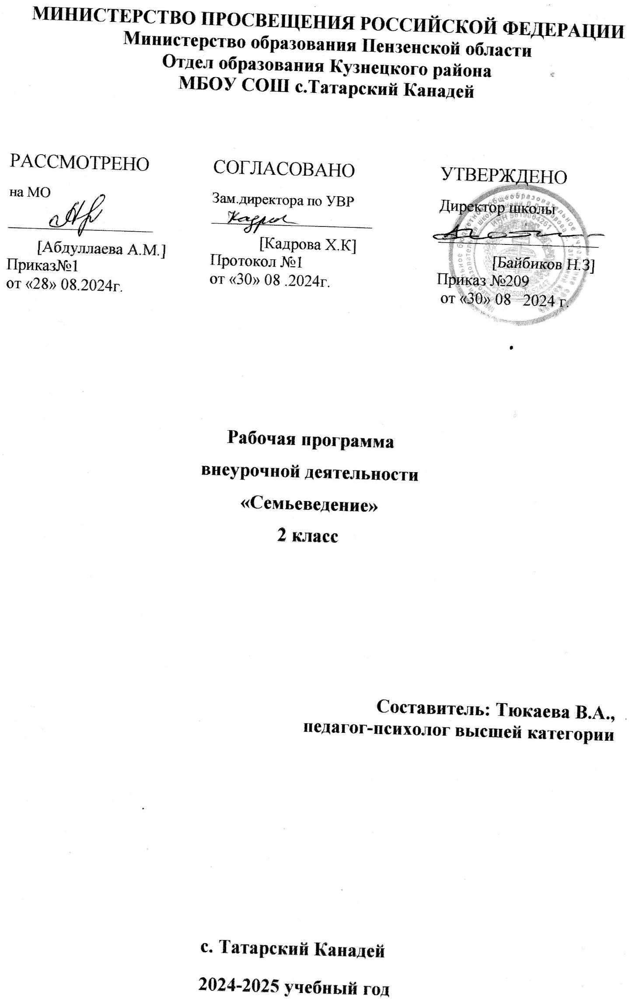 МИНИСТЕРСТВО ПРОСВЕЩЕНИЯ РОССИЙСКОЙ ФЕДЕРАЦИИ
Министерство образования Пензенской области
Отдел образования Кузнецкого района
МБОУ СОШ с.Татарский Канадей
РАССМОТРЕНО
на МО
[Абдуллаева А.М.]
Приказ№1
от «28» 08.2024г.
СОГЛАСОВАНО
Зам.директора по УВР
[Кадрова Х.К]
Протокол №1
от «30» 08 .2024г.
УТВЕРЖДЕНО
Директор школы
[Байбиков Н.З]
Приказ №209
от «30» 08 2024 г.
Рабочая программа
внеурочной деятельности
«Семьеведение»
2 класс
Составитель: Тюкаева В.А.,
педагог-психолог высшей категории
с. Татарский Канадей
2024-2025 учебный год